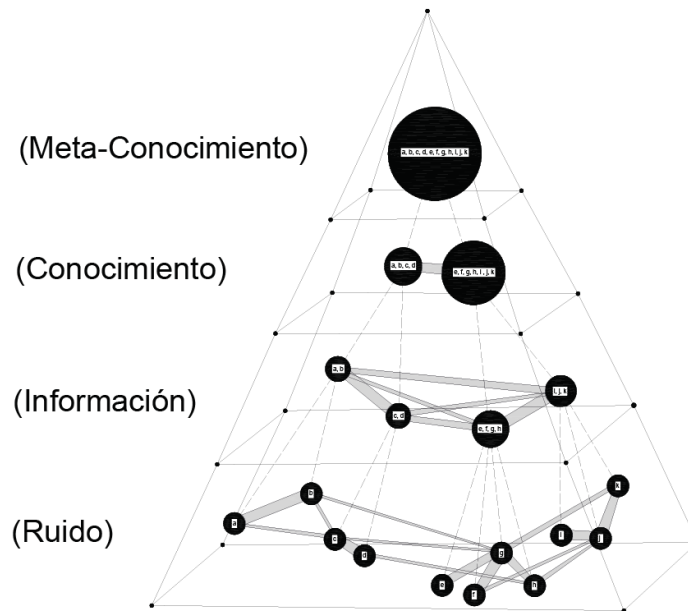 (Meta-Conocimiento)
a, b, c, d, e, f, g, h, i, j, k
(Conocimiento)
a, b, c, d
e, f, g, h, i, j, k
(Información)
a, b
i, j, k
c, d
e, f, g, h
(Ruido)
k
b
a
c
i
j
d
g
e
f
h